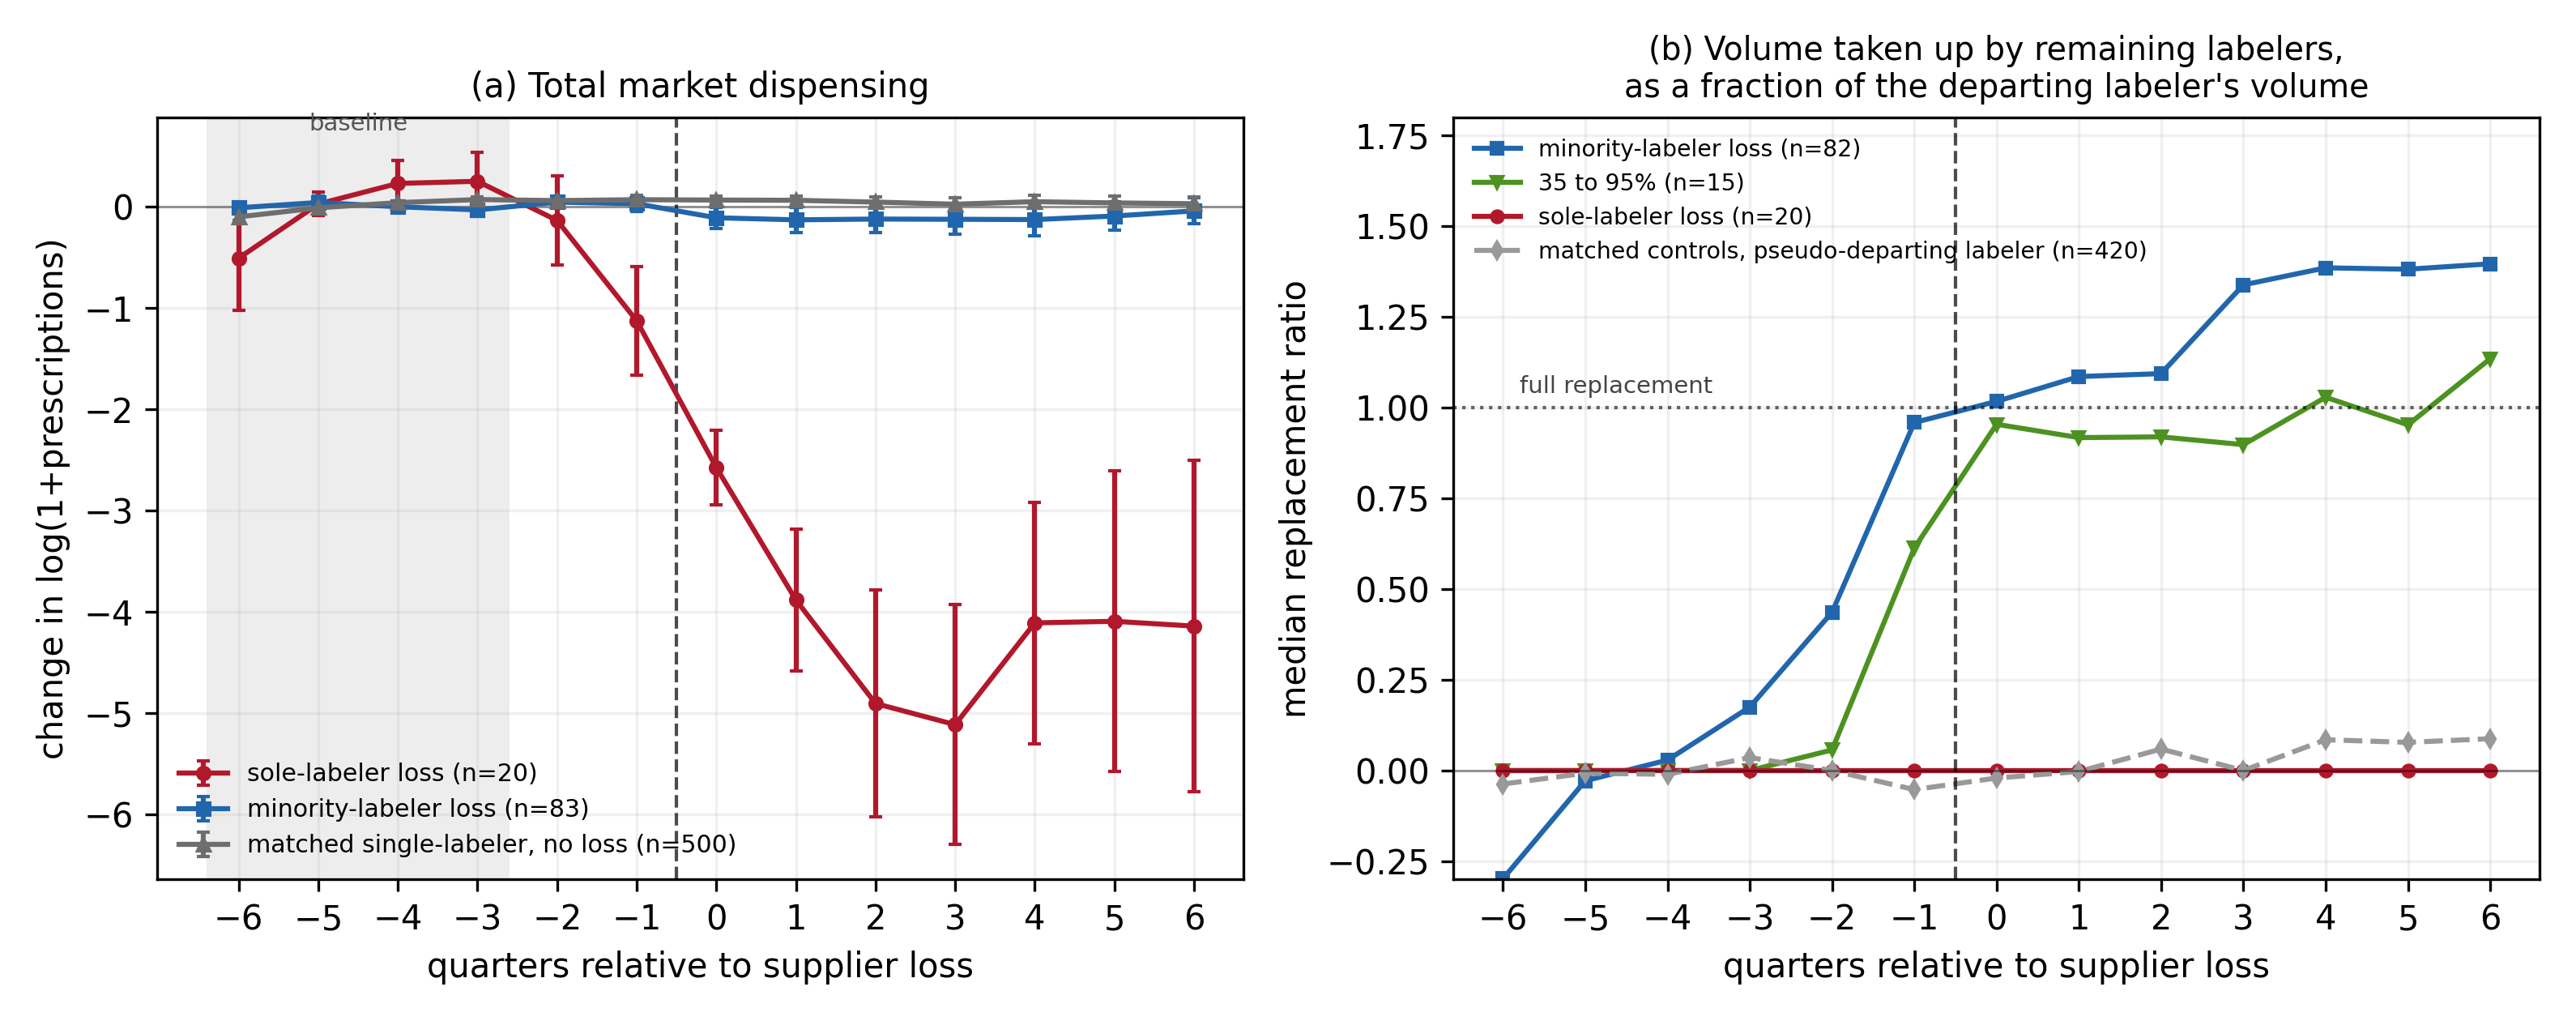 (a) Total market dispensing
baseline
change in log(1+prescriptions)
0
−1
−2
−3
−4
−5
−6
sole-labeler loss (n=20)
minority-labeler loss (n=83)
matched single-labeler, no loss (n=500)
−6 −5 −4 −3 −2 −1 0 1 2 3 4 5 6
quarters relative to supplier loss
(b) Volume taken up by remaining labelers,
as a fraction of the departing labeler's volume
median replacement ratio
1.75
1.50
1.25
1.00
0.75
0.50
0.25
0.00
−0.25
minority-labeler loss (n=82)
35 to 95% (n=15)
sole-labeler loss (n=20)
matched controls, pseudo-departing labeler (n=420)
full replacement
−6 −5 −4 −3 −2 −1 0 1 2 3 4 5 6
quarters relative to supplier loss